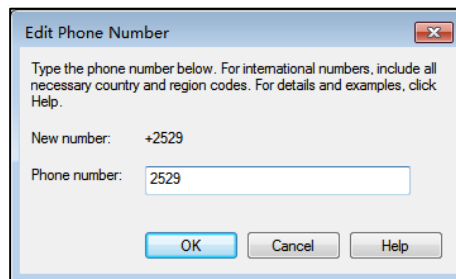 Edit Phone Number
Type the phone number below. For international numbers, include all
necessary country and region codes. For details and examples, click
Help.
New number: +2529
Phone number: 2529
OK Cancel Help